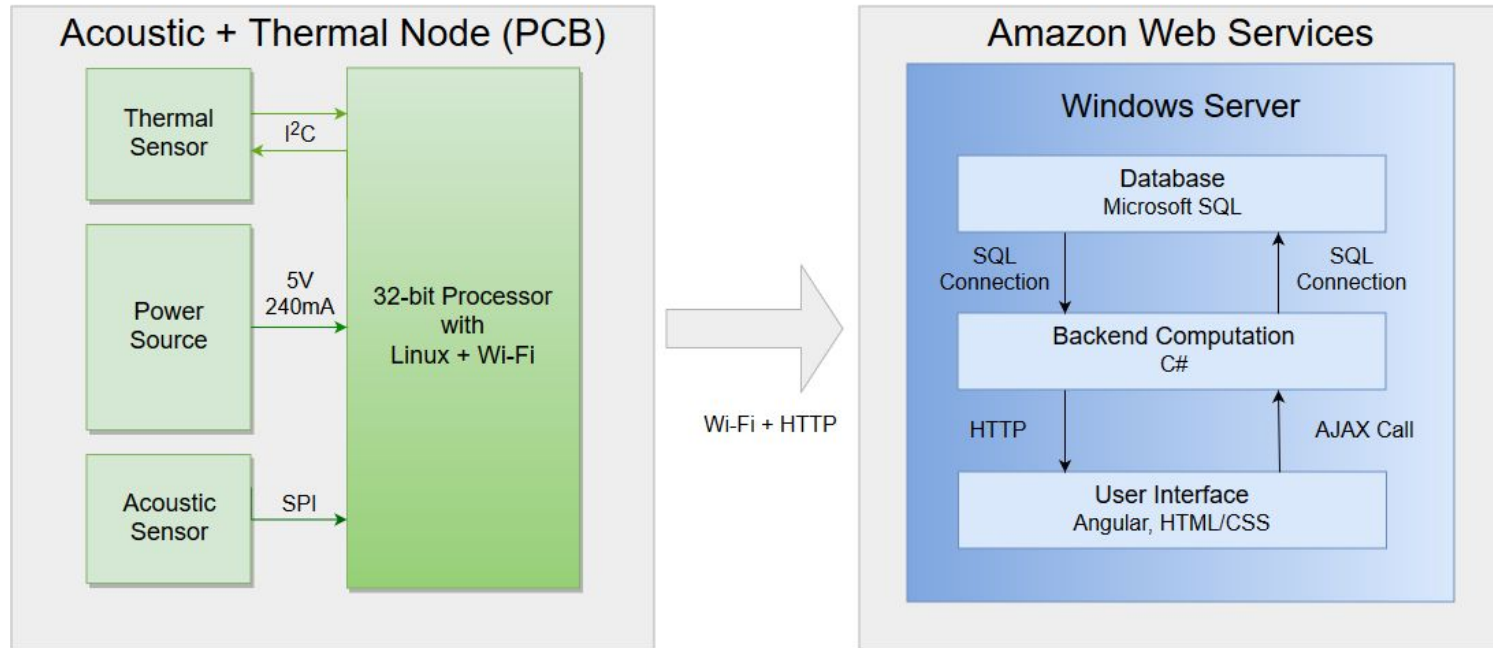 Acoustic + Thermal Node (PCB)
Thermal
Sensor
I²C
Power
Source
5V
240mA
32-bit Processor
with
Linux + Wi-Fi
Acoustic
Sensor
SPI
Wi-Fi + HTTP
Amazon Web Services
Windows Server
Database
Microsoft SQL
SQL
Connection
SQL
Connection
Backend Computation
C#
HTTP
AJAX Call
User Interface
Angular, HTML/CSS